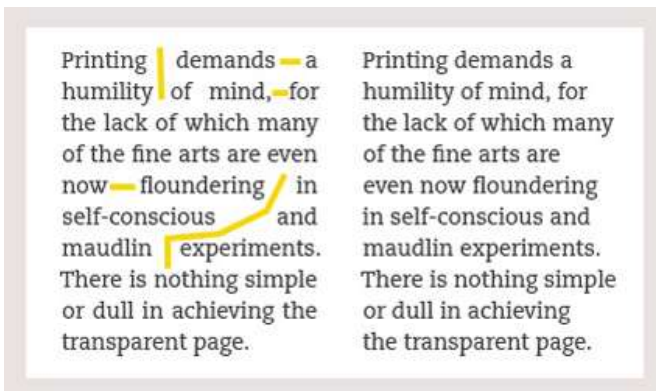 Printing demands a
humility of mind, for
the lack of which many
of the fine arts are even
now floundering in
self-conscious and
maudlin experiments.
There is nothing simple
or dull in achieving the
transparent page.
Printing demands a
humility of mind, for
the lack of which many
of the fine arts are
even now floundering
in self-conscious and
maudlin experiments.
There is nothing simple
or dull in achieving
the transparent page.